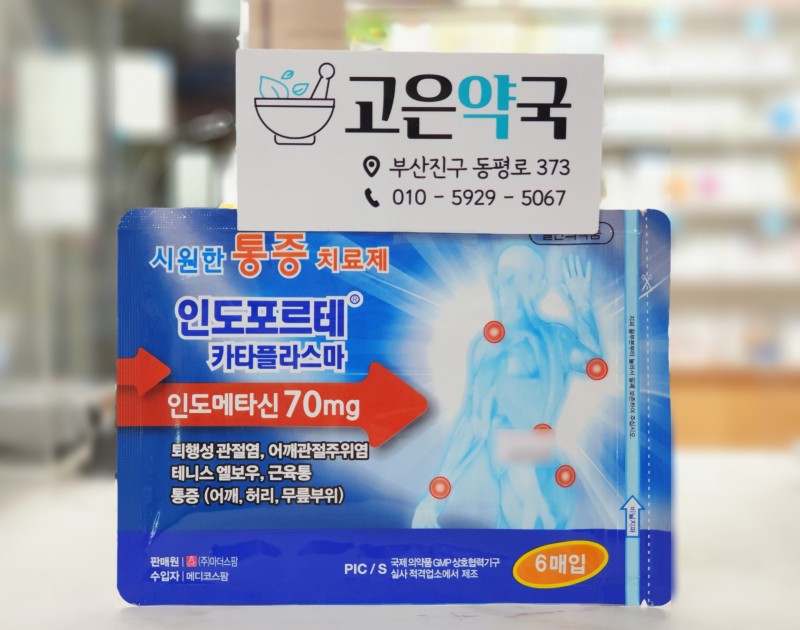 고은약국
부산진구 동평로 373
010 - 5929 - 5067
시원한 통증 치료제
인도포르테®
카타플라스마
인도메타신 70mg
퇴행성 관절염, 어깨관절주위염
테니스 엘보우, 근육통
통증 (어깨, 허리, 무릎부위)
판매원 | (주)마더스팜
수입자 | 메디코스팜
PIC / S 국제 의약품 GMP 상호협력기구
실사 적격업소에서 제조
6매입